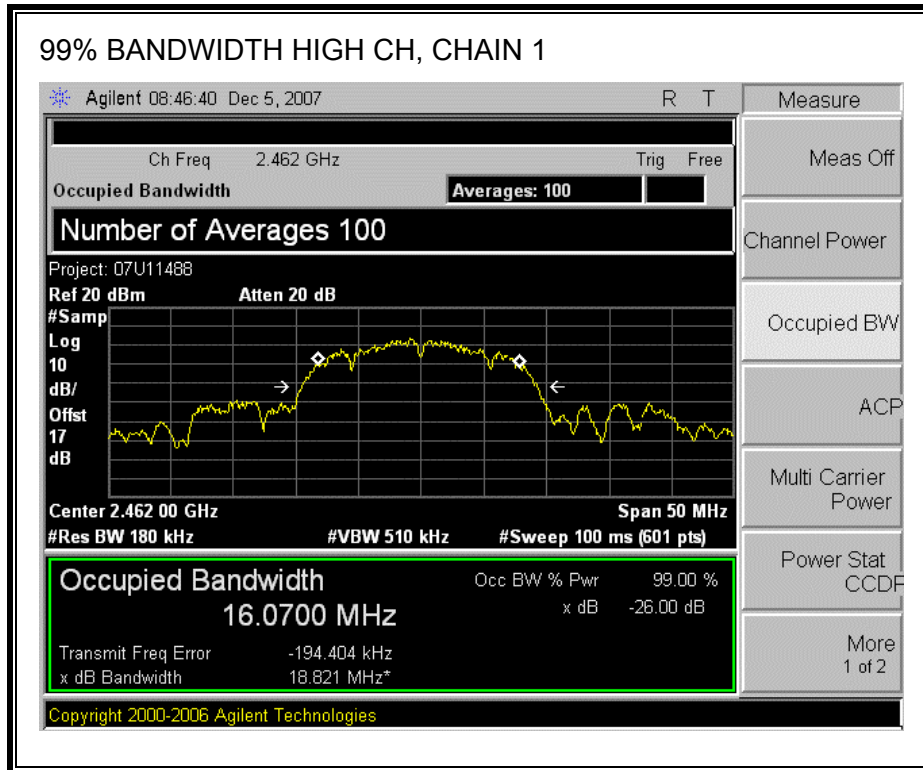 99% BANDWIDTH HIGH CH, CHAIN 1
Agilent 08:46:40 Dec 5, 2007 R T
Measure
Ch Freq 2.462 GHz Trig Free
Occupied Bandwidth Averages: 100
Number of Averages 100
Project: 07U11488
Ref 20 dBm Atten 20 dB
#Samp
Log
10
dB/
Offst
17
dB
Center 2.462 00 GHz Span 50 MHz
#Res BW 180 kHz #VBW 510 kHz #Sweep 100 ms (601 pts)
Occupied Bandwidth
16.0700 MHz
Occ BW % Pwr 99.00 %
x dB -26.00 dB
Transmit Freq Error -194.404 kHz
x dB Bandwidth 18.821 MHz*
Copyright 2000-2006 Agilent Technologies
Meas Off
Channel Power
Occupied BW
ACP
Multi Carrier
Power
Power Stat
CCDF
More
1 of 2